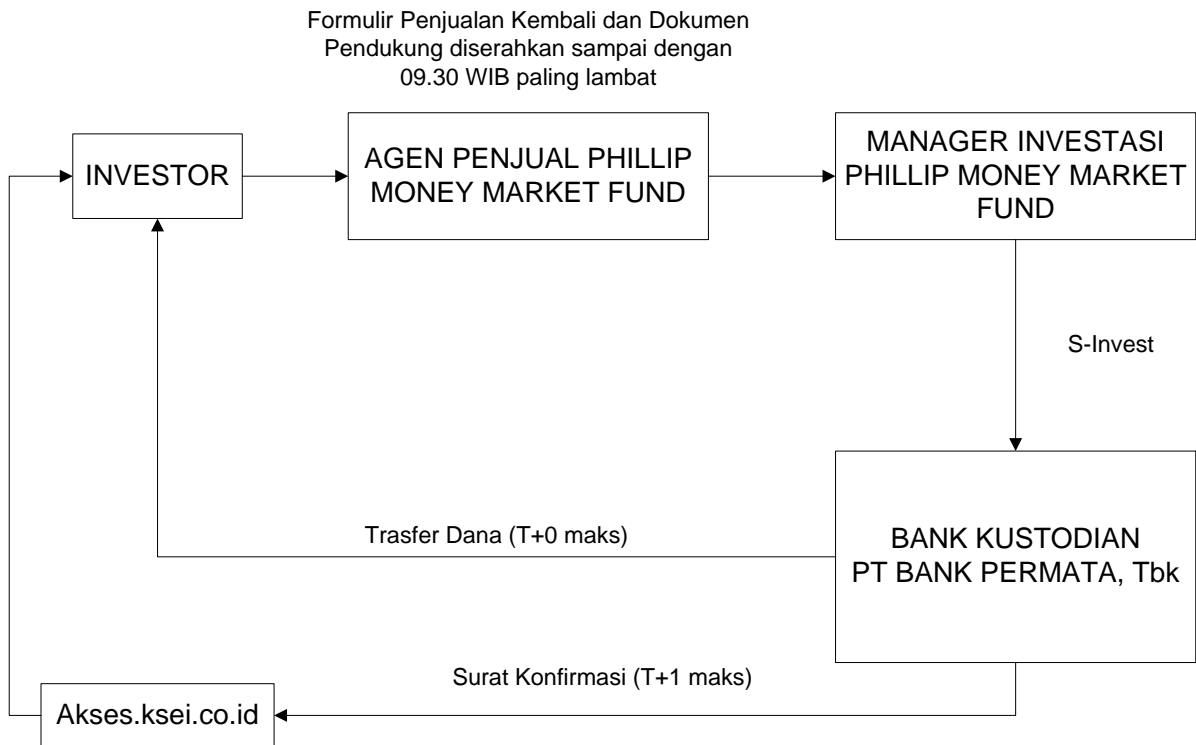 Formulir Penjualan Kembali dan Dokumen
Pendukung diserahkan sampai dengan
09.30 WIB paling lambat
INVESTOR
AGEN PENJUAL PHILLIP
MONEY MARKET FUND
MANAGER INVESTASI
PHILLIP MONEY MARKET
FUND
S-Invest
Trasfer Dana (T+0 maks)
BANK KUSTODIAN
PT BANK PERMATA, Tbk
Surat Konfirmasi (T+1 maks)
Akses.ksei.co.id